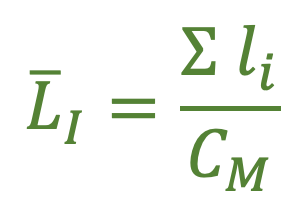 L̄_I = Σ l_i / C_M